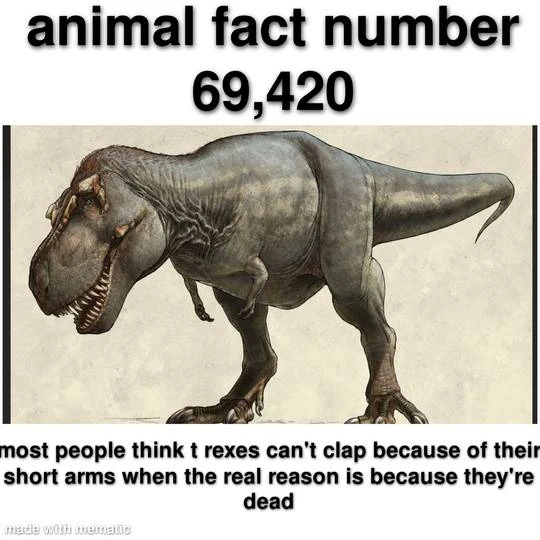 animal fact number
69,420
most people think t rexes can't clap because of their
short arms when the real reason is because they're
dead
made with mematic